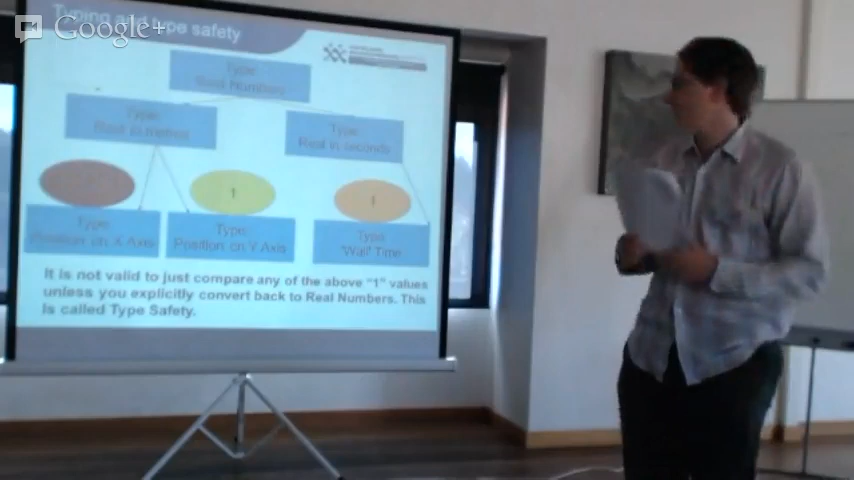 Google+
Typing and type safety
Type:
Real Numbers
Type:
Real in metres
Type:
Real in seconds
1
1
Type:
Position on X Axis
Type:
Position on Y Axis
Type:
'Wall' Time
It is not valid to just compare any of the above "1" values
unless you explicitly convert back to Real Numbers. This
is called Type Safety.